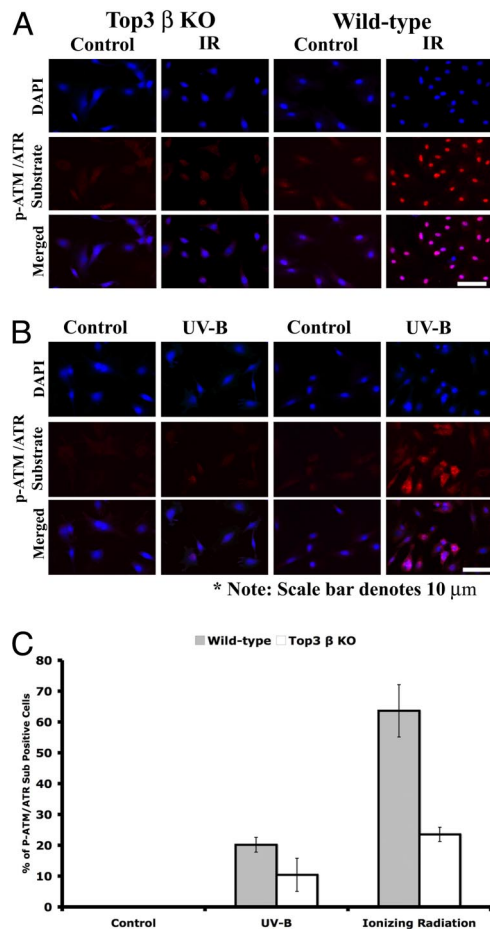 A
Top3 β KO
Wild-type
Control
IR
Control
IR
DAPI
p-ATM /ATR
Substrate
Merged
B
Control
UV-B
Control
UV-B
DAPI
p-ATM /ATR
Substrate
Merged
* Note: Scale bar denotes 10 μm
C
Wild-type
Top3 β KO
% of P-ATM/ATR Sub Positive Cells
80
70
60
50
40
30
20
10
0
Control
UV-B
Ionizing Radiation